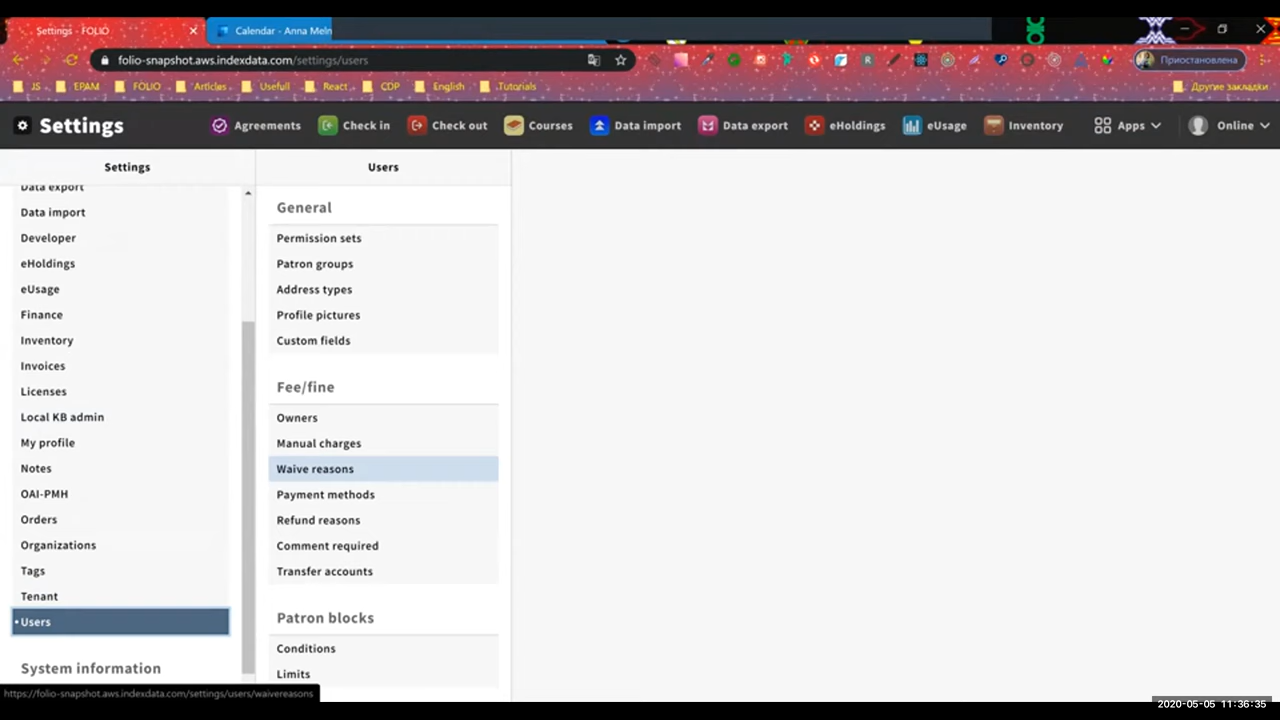 Settings - FOLIO
Calendar - Anna Meln
folio-snapshot.aws.indexdata.com/settings/users
Приостановлена
JS EPAM FOLIO Articles Usefull React CDP English Tutorials Другие закладки
Settings Agreements Check in Check out Courses Data import Data export eHoldings eUsage Inventory Apps Online
Settings
Data export
Data import
Developer
eHoldings
eUsage
Finance
Inventory
Invoices
Licenses
Local KB admin
My profile
Notes
OAI-PMH
Orders
Organizations
Tags
Tenant
• Users
System information
Users
General
Permission sets
Patron groups
Address types
Profile pictures
Custom fields
Fee/fine
Owners
Manual charges
Waive reasons
Payment methods
Refund reasons
Comment required
Transfer accounts
Patron blocks
Conditions
Limits
https://folio-snapshot.aws.indexdata.com/settings/users/waivereasons
2020-05-05 11:36:35